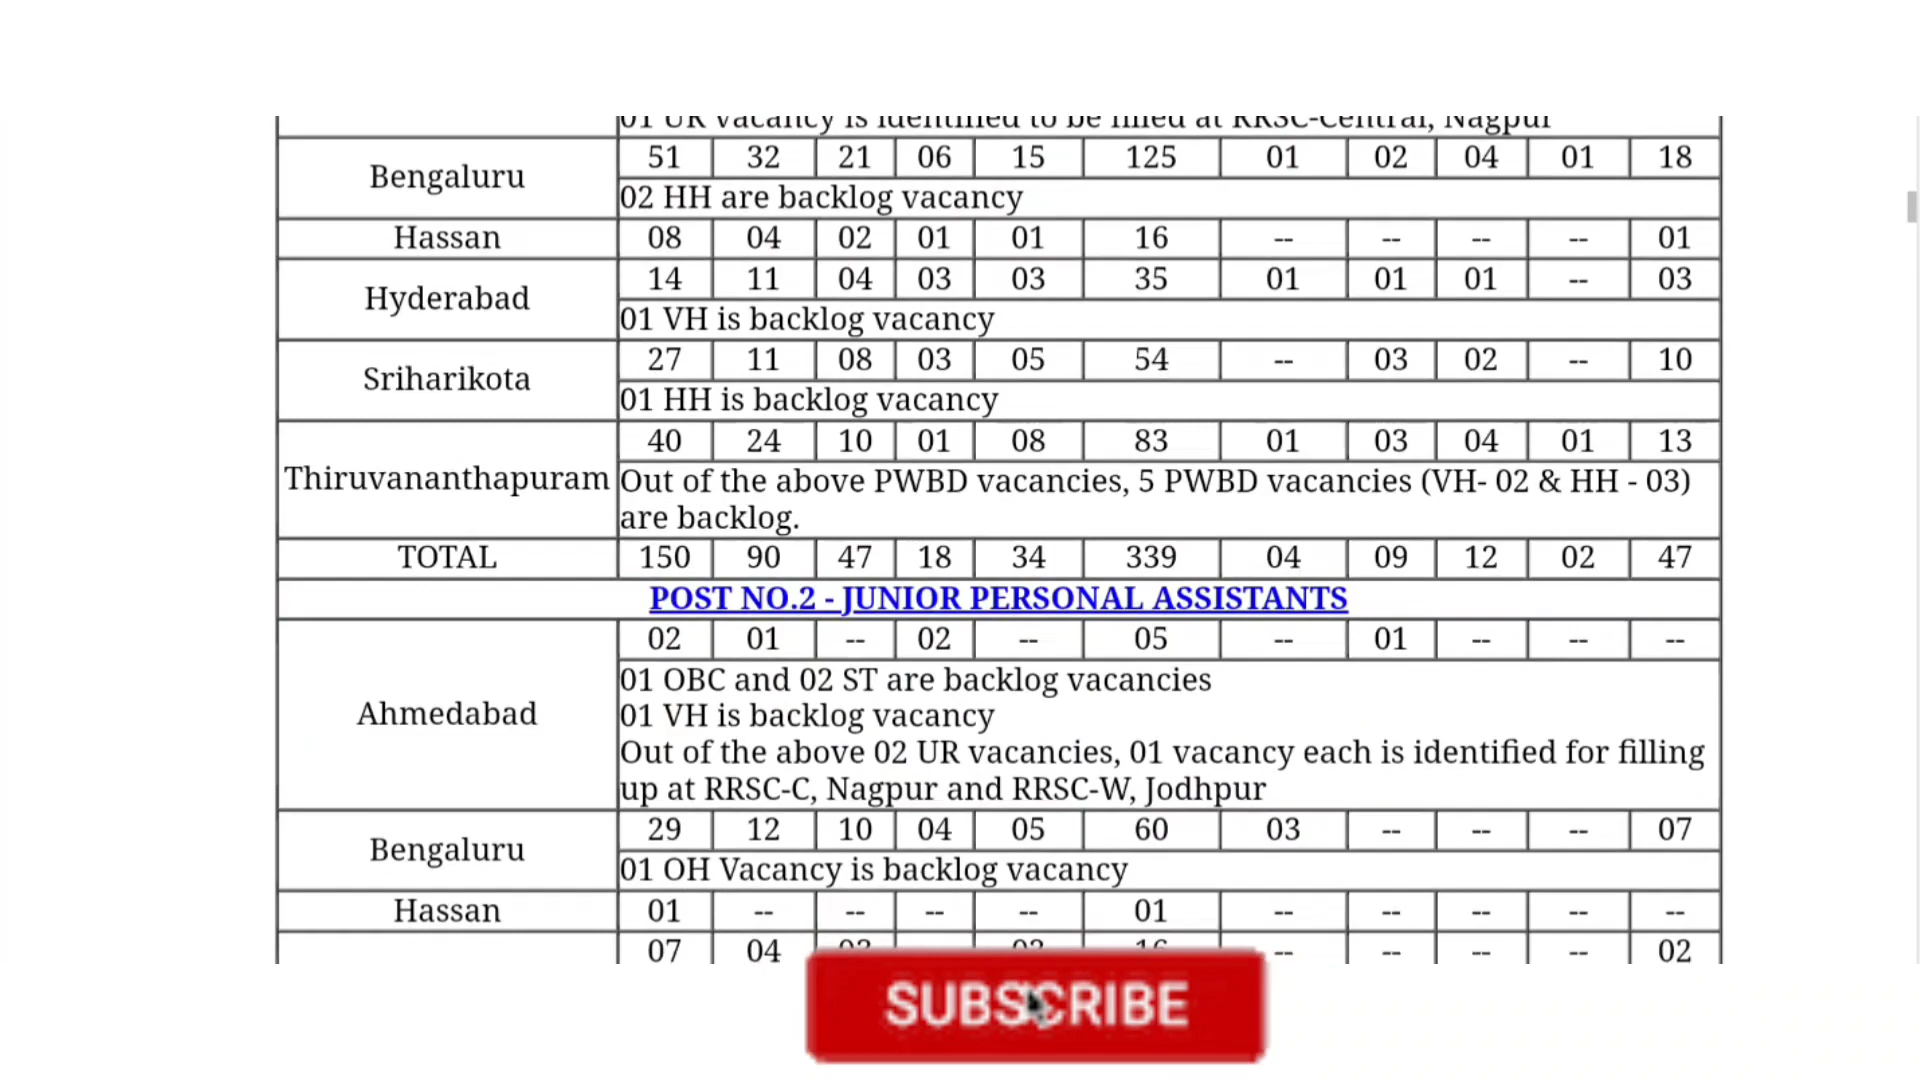 01 UR vacancy is identified to be filled at RRSC-Central, Nagpur
Bengaluru 51 32 21 06 15 125 01 02 04 01 18
02 HH are backlog vacancy
Hassan 08 04 02 01 01 16 -- -- -- -- 01
Hyderabad 14 11 04 03 03 35 01 01 01 -- 03
01 VH is backlog vacancy
Sriharikota 27 11 08 03 05 54 -- 03 02 -- 10
01 HH is backlog vacancy
Thiruvananthapuram 40 24 10 01 08 83 01 03 04 01 13
Out of the above PWBD vacancies, 5 PWBD vacancies (VH- 02 & HH - 03)
are backlog.
TOTAL 150 90 47 18 34 339 04 09 12 02 47
POST NO.2 - JUNIOR PERSONAL ASSISTANTS
Ahmedabad 02 01 -- 02 -- 05 -- 01 -- -- --
01 OBC and 02 ST are backlog vacancies
01 VH is backlog vacancy
Out of the above 02 UR vacancies, 01 vacancy each is identified for filling
up at RRSC-C, Nagpur and RRSC-W, Jodhpur
Bengaluru 29 12 10 04 05 60 03 -- -- -- 07
01 OH Vacancy is backlog vacancy
Hassan 01 -- -- -- -- 01 -- -- -- -- --
07 04 -- -- -- -- 02
SUBSCRIBE